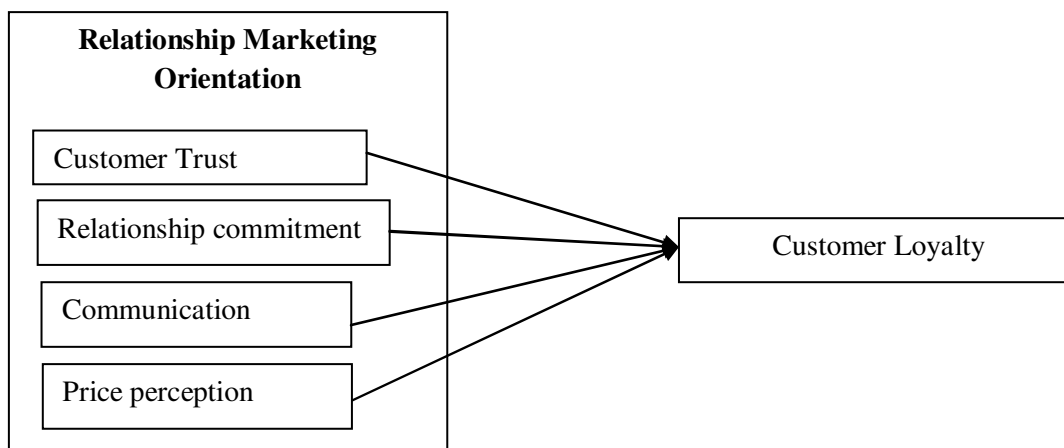 Relationship Marketing
Orientation
Customer Trust
Relationship commitment
Communication
Price perception
Customer Loyalty